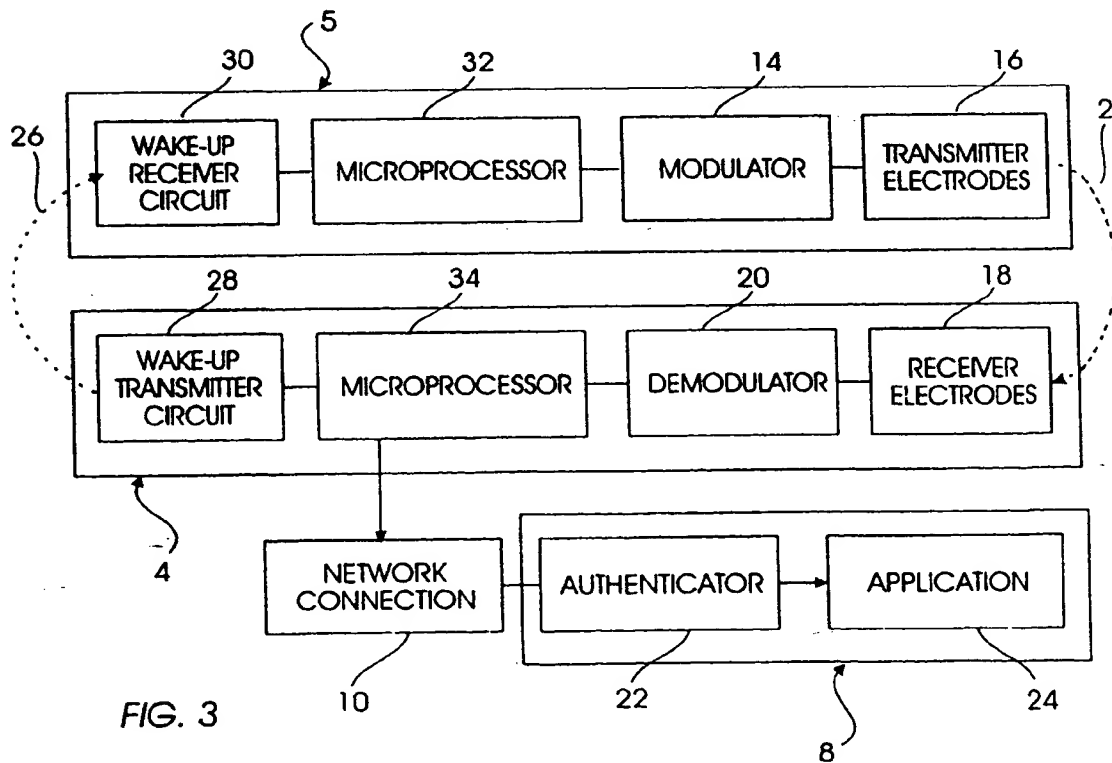 5
30
32
14
16
2
26
WAKE-UP
RECEIVER
CIRCUIT
MICROPROCESSOR
MODULATOR
TRANSMITTER
ELECTRODES
28
34
20
18
WAKE-UP
TRANSMITTER
CIRCUIT
MICROPROCESSOR
DEMODULATOR
RECEIVER
ELECTRODES
4
NETWORK
CONNECTION
AUTHENTICATOR
APPLICATION
10
22
24
8
FIG. 3